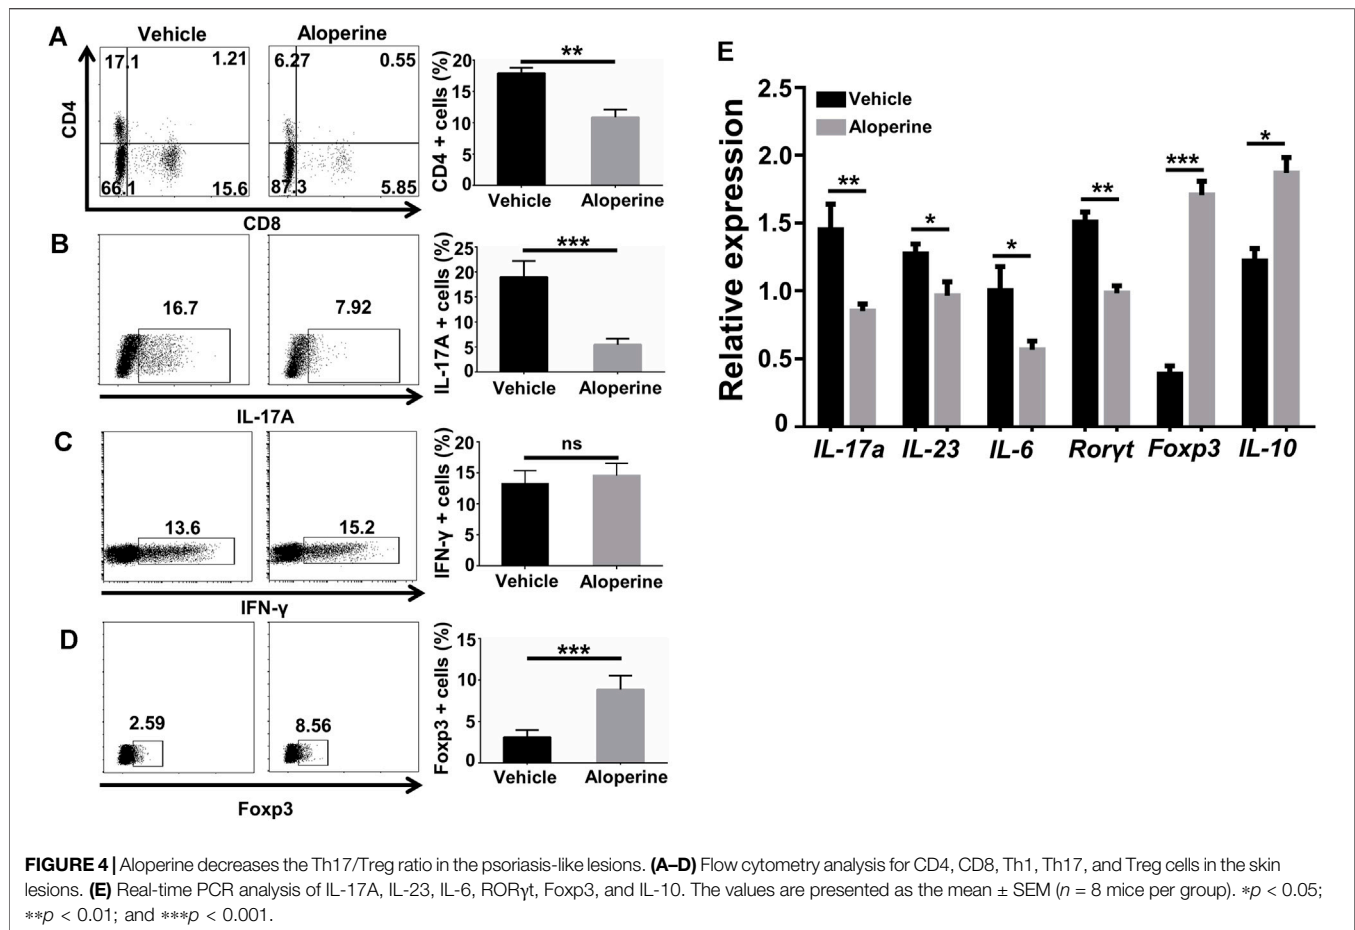 A
Vehicle
Aloperine
17.1
1.21
6.27
0.55
66.1
15.6
87.3
5.85
CD4
CD8
CD4 + cells (%)
20
15
10
5
0
**
Vehicle
Aloperine
B
16.7
7.92
IL-17A
IL-17A + cells (%)
25
20
15
10
5
0
***
Vehicle
Aloperine
C
13.6
15.2
IFN-γ
IFN-γ + cells (%)
20
15
10
5
0
ns
Vehicle
Aloperine
D
2.59
8.56
Foxp3
Foxp3 + cells (%)
15
10
5
0
***
Vehicle
Aloperine
E
Relative expression
2.5
2.0
1.5
1.0
0.5
0
Vehicle
Aloperine
**
*
*
**
***
*
IL-17a
IL-23
IL-6
Rorγt
Foxp3
IL-10
FIGURE 4 | Aloperine decreases the Th17/Treg ratio in the psoriasis-like lesions. (A–D) Flow cytometry analysis for CD4, CD8, Th1, Th17, and Treg cells in the skin
lesions. (E) Real-time PCR analysis of IL-17A, IL-23, IL-6, RORγt, Foxp3, and IL-10. The values are presented as the mean ± SEM (n = 8 mice per group). *p < 0.05;
**p < 0.01; and ***p < 0.001.